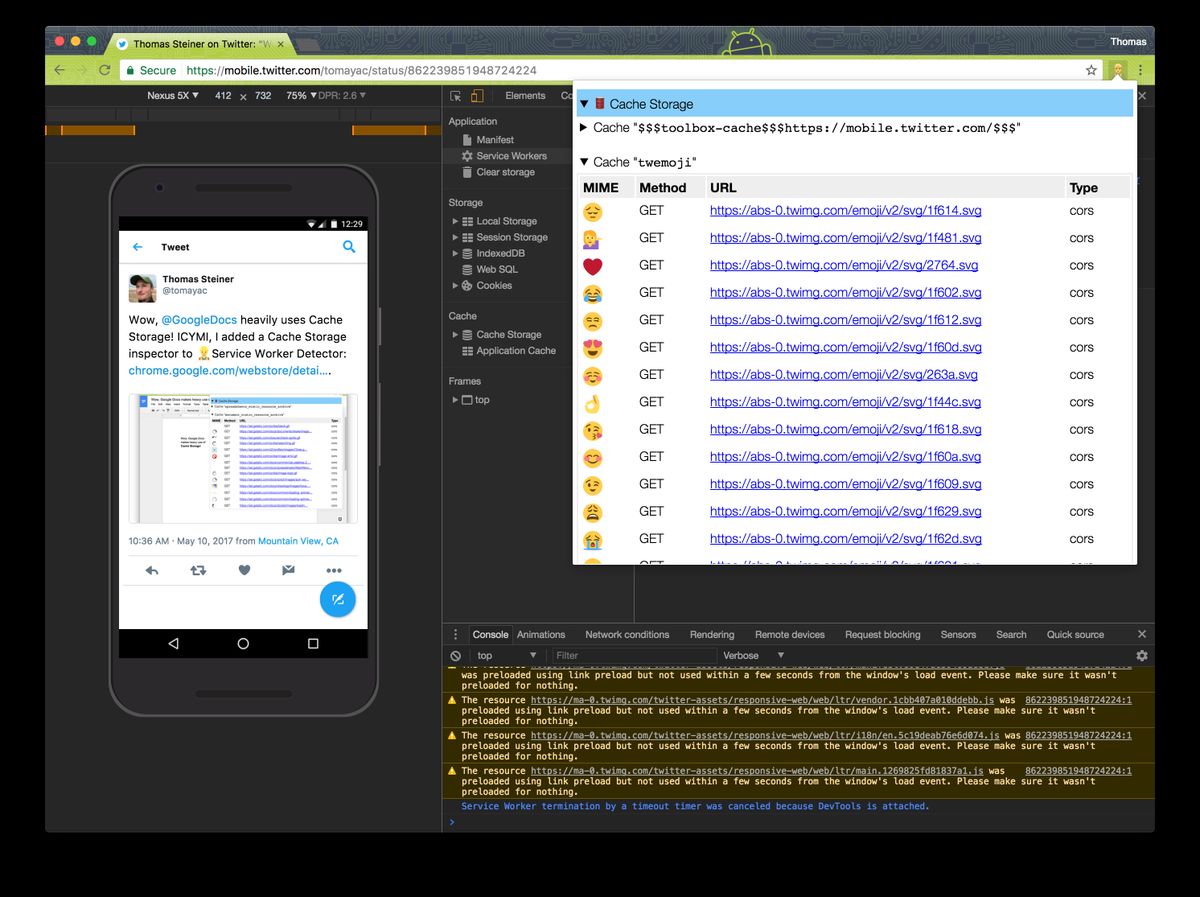 Thomas Steiner on Twitter: "W
Thomas
Secure https://mobile.twitter.com/tomayac/status/862239851948724224
Nexus 5X ▼ 412 × 732 75% ▼ DPR: 2.6 ▼
12:29
Tweet
Thomas Steiner
@tomayac
Wow, @GoogleDocs heavily uses Cache
Storage! ICYMI, I added a Cache Storage
inspector to 👷Service Worker Detector:
chrome.google.com/webstore/detai….
10:36 AM · May 10, 2017 from Mountain View, CA
Elements Co
Application
Manifest
Service Workers
Clear storage
Storage
Local Storage
Session Storage
IndexedDB
Web SQL
Cookies
Cache
Cache Storage
Application Cache
Frames
top
Cache Storage
Cache "$$$toolbox-cache$$$https://mobile.twitter.com/$$$"
Cache "twemoji"
MIME Method URL Type
GET https://abs-0.twimg.com/emoji/v2/svg/1f614.svg cors
GET https://abs-0.twimg.com/emoji/v2/svg/1f481.svg cors
GET https://abs-0.twimg.com/emoji/v2/svg/2764.svg cors
GET https://abs-0.twimg.com/emoji/v2/svg/1f602.svg cors
GET https://abs-0.twimg.com/emoji/v2/svg/1f612.svg cors
GET https://abs-0.twimg.com/emoji/v2/svg/1f60d.svg cors
GET https://abs-0.twimg.com/emoji/v2/svg/263a.svg cors
GET https://abs-0.twimg.com/emoji/v2/svg/1f44c.svg cors
GET https://abs-0.twimg.com/emoji/v2/svg/1f618.svg cors
GET https://abs-0.twimg.com/emoji/v2/svg/1f60a.svg cors
GET https://abs-0.twimg.com/emoji/v2/svg/1f609.svg cors
GET https://abs-0.twimg.com/emoji/v2/svg/1f629.svg cors
GET https://abs-0.twimg.com/emoji/v2/svg/1f62d.svg cors
Console Animations Network conditions Rendering Remote devices Request blocking Sensors Search Quick source
top ▼ Filter Verbose ▼
was preloaded using link preload but not used within a few seconds from the window's load event. Please make sure it wasn't
preloaded for nothing.
The resource https://ma-0.twimg.com/twitter-assets/responsive-web/web/ltr/vendor.1cbb407a010ddebb.js was 862239851948724224:1
preloaded using link preload but not used within a few seconds from the window's load event. Please make sure it wasn't
preloaded for nothing.
The resource https://ma-0.twimg.com/twitter-assets/responsive-web/web/ltr/i18n/en.5c19deab76e6d074.js was 862239851948724224:1
preloaded using link preload but not used within a few seconds from the window's load event. Please make sure it wasn't
preloaded for nothing.
The resource https://ma-0.twimg.com/twitter-assets/responsive-web/web/ltr/main.1269825fd81837a1.js was 862239851948724224:1
preloaded using link preload but not used within a few seconds from the window's load event. Please make sure it wasn't
preloaded for nothing.
Service Worker termination by a timeout timer was canceled because DevTools is attached.